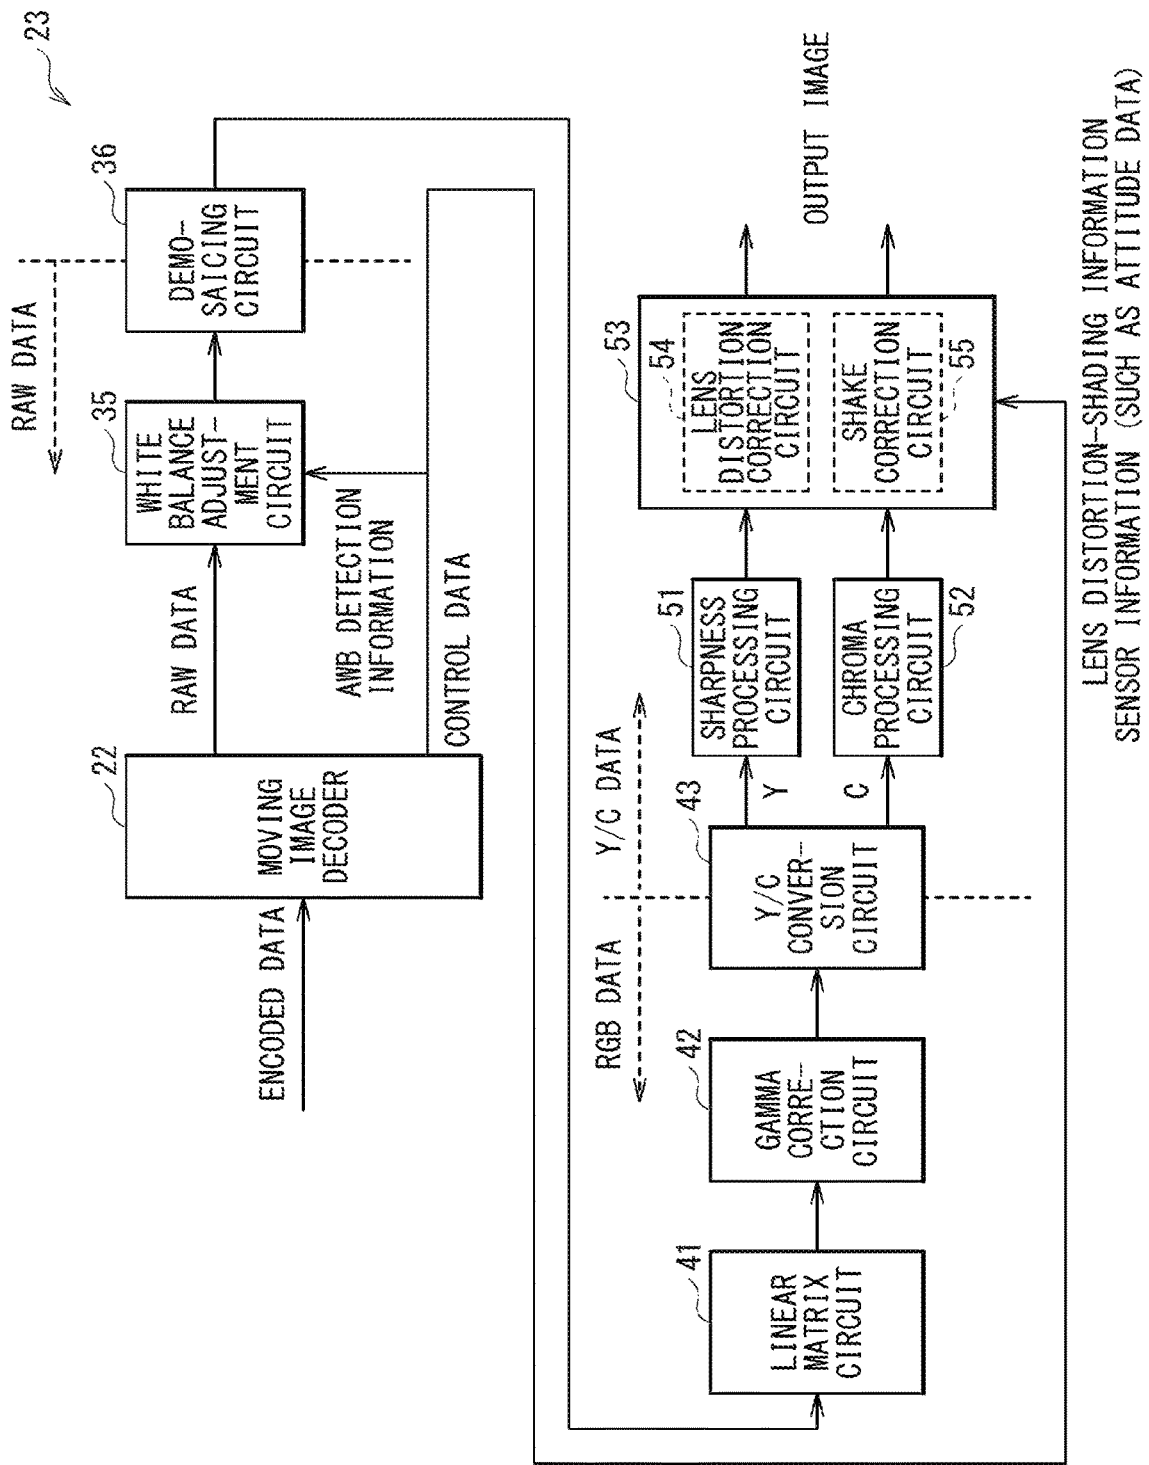 23
RAW DATA
ENCODED DATA
22
MOVING
IMAGE
DECODER
RAW DATA
35
WHITE
BALANCE
ADJUST-
MENT
CIRCUIT
36
DEMO-
SAICING
CIRCUIT
AWB DETECTION
INFORMATION
CONTROL DATA
RGB DATA
Y/C DATA
41
LINEAR
MATRIX
CIRCUIT
42
GAMMA
CORRE-
CTION
CIRCUIT
43
Y/C
CONVER-
SION
CIRCUIT
Y
C
51
SHARPNESS
PROCESSING
CIRCUIT
CHROMA
PROCESSING
CIRCUIT
52
53
54
LENS
DISTORTION
CORRECTION
CIRCUIT
SHAKE
CORRECTION
CIRCUIT
55
OUTPUT IMAGE
LENS DISTORTION-SHADING INFORMATION
SENSOR INFORMATION (SUCH AS ATTITUDE DATA)